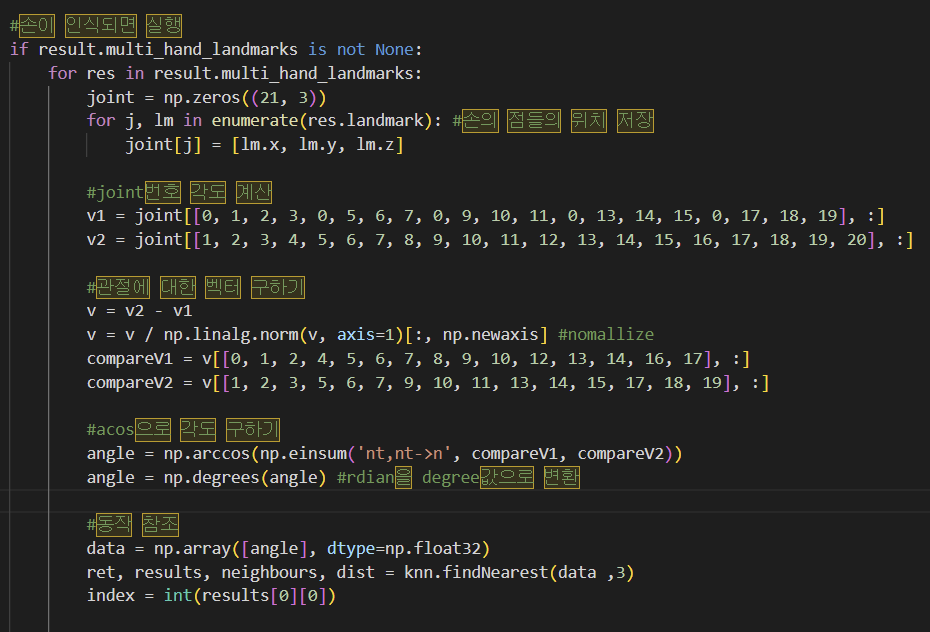 #손이 인식되면 실행
if result.multi_hand_landmarks is not None:
    for res in result.multi_hand_landmarks:
        joint = np.zeros((21, 3))
        for j, lm in enumerate(res.landmark): #손의 점들의 위치 저장
            joint[j] = [lm.x, lm.y, lm.z]

        #joint번호 각도 계산
        v1 = joint[[0, 1, 2, 3, 0, 5, 6, 7, 0, 9, 10, 11, 0, 13, 14, 15, 0, 17, 18, 19], :]
        v2 = joint[[1, 2, 3, 4, 5, 6, 7, 8, 9, 10, 11, 12, 13, 14, 15, 16, 17, 18, 19, 20], :]

        #관절에 대한 벡터 구하기
        v = v2 - v1
        v = v / np.linalg.norm(v, axis=1)[:, np.newaxis] #nomallize
        compareV1 = v[[0, 1, 2, 4, 5, 6, 7, 8, 9, 10, 12, 13, 14, 16, 17], :]
        compareV2 = v[[1, 2, 3, 5, 6, 7, 9, 10, 11, 13, 14, 15, 17, 18, 19], :]

        #acos으로 각도 구하기
        angle = np.arccos(np.einsum('nt,nt->n', compareV1, compareV2))
        angle = np.degrees(angle) #rdian을 degree값으로 변환

        #동작 참조
        data = np.array([angle], dtype=np.float32)
        ret, results, neighbours, dist = knn.findNearest(data ,3)
        index = int(results[0][0])